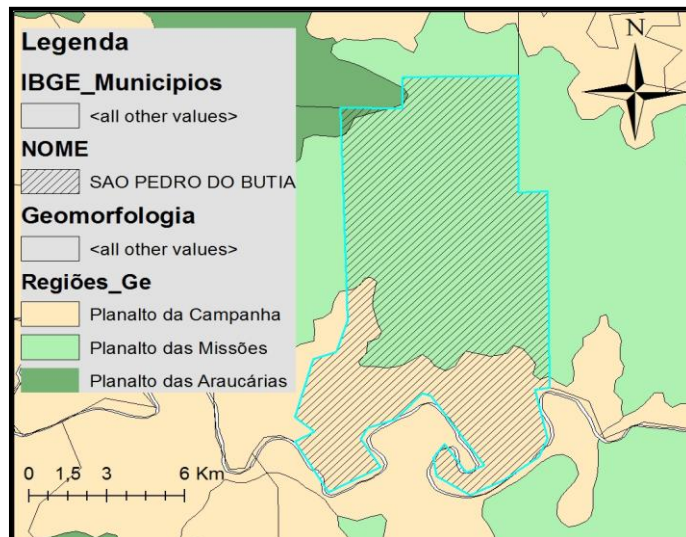 Legenda
IBGE_Municipios
<all other values>
NOME
SAO PEDRO DO BUTIA
Geomorfologia
<all other values>
Regiões_Ge
Planalto da Campanha
Planalto das Missões
Planalto das Araucárias
N
0 1,5 3 6 Km